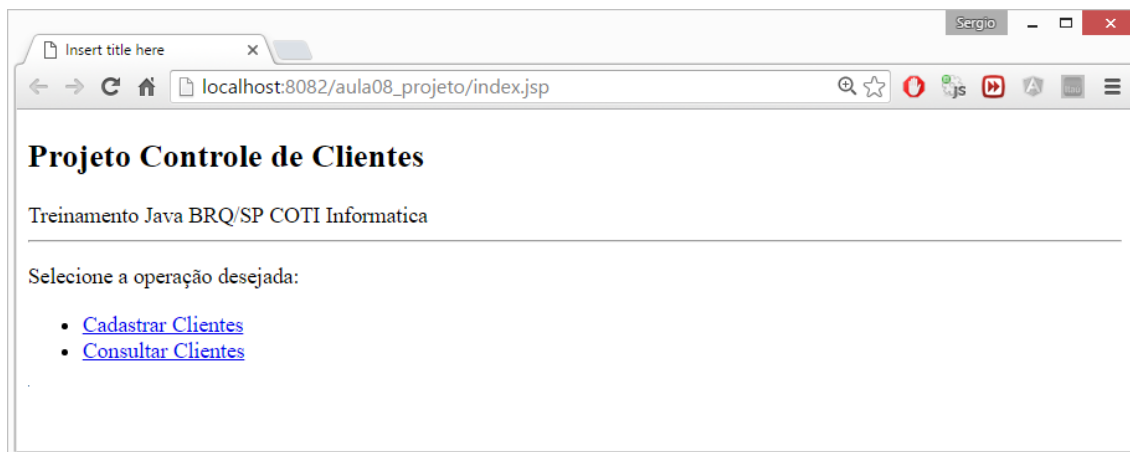 Sergio
Insert title here
localhost:8082/aula08_projeto/index.jsp
JS
Projeto Controle de Clientes
Treinamento Java BRQ/SP COTI Informatica
Selecione a operação desejada:
Cadastrar Clientes
Consultar Clientes